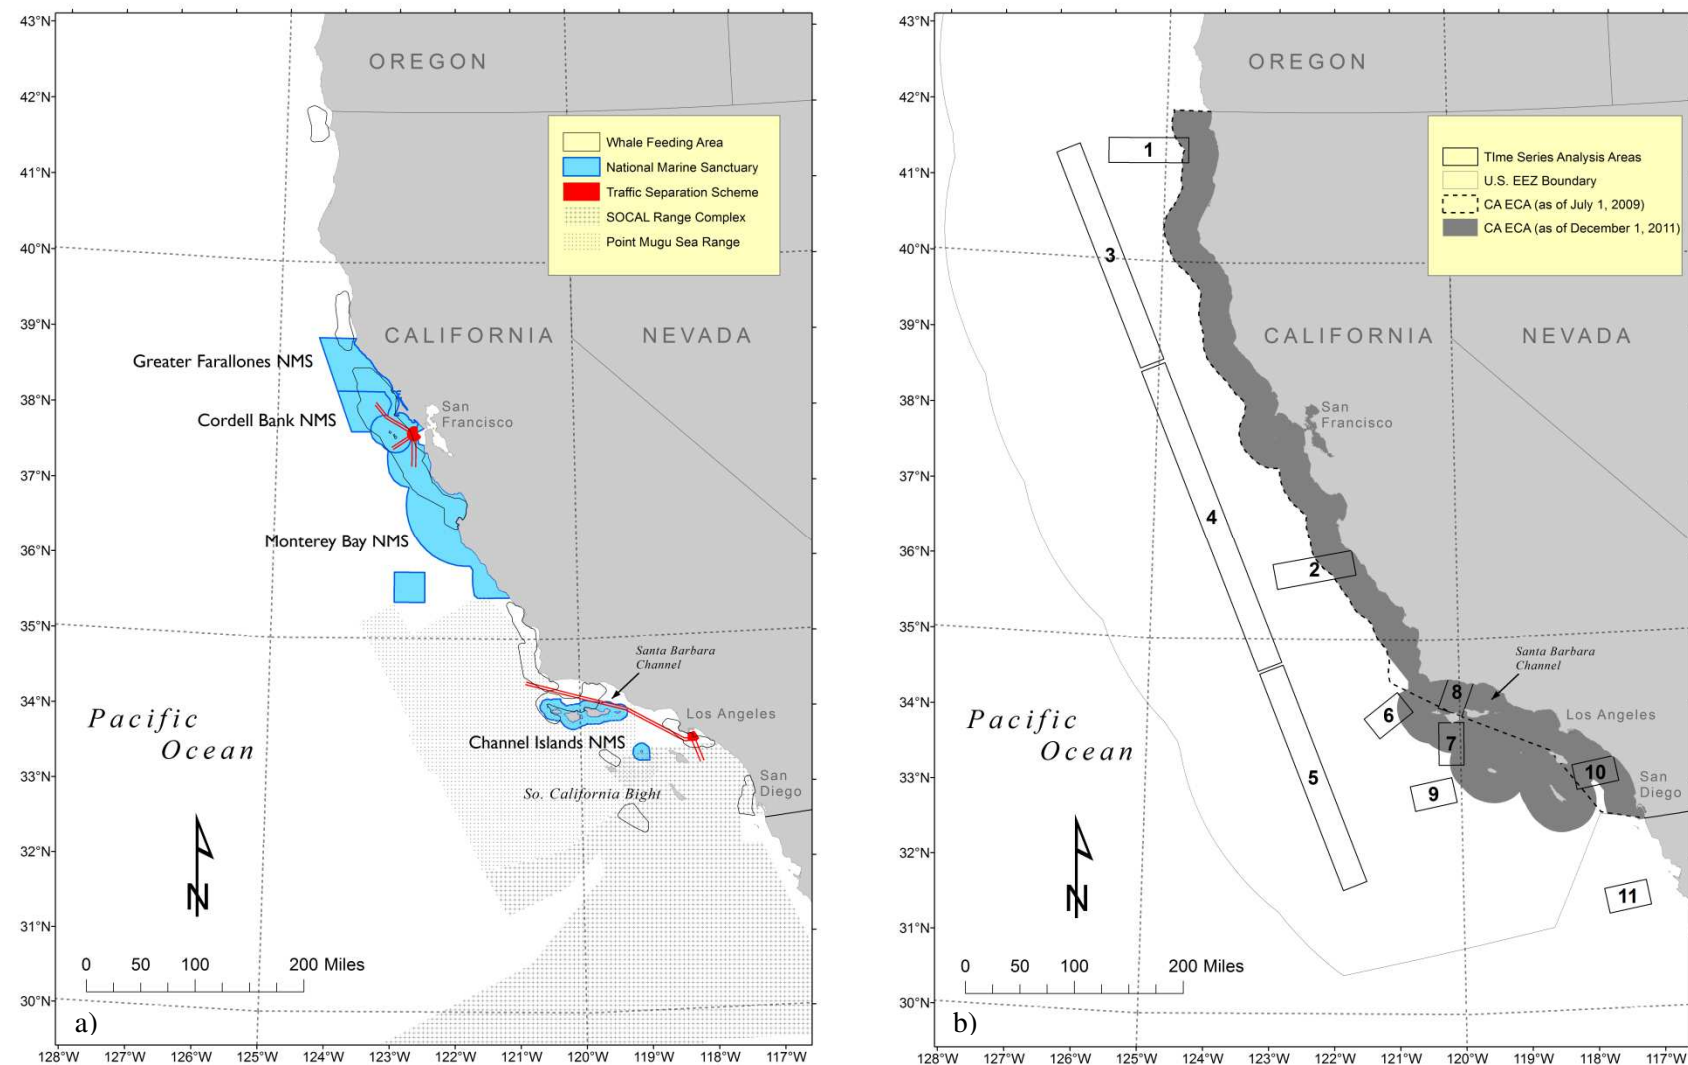 43°N
42°N
41°N
40°N
39°N
38°N
37°N
36°N
35°N
34°N
33°N
32°N
31°N
30°N
OREGON
Whale Feeding Area
National Marine Sanctuary
Traffic Separation Scheme
SOCAL Range Complex
Point Mugu Sea Range
CALIFORNIA
NEVADA
Greater Farallones NMS
Cordell Bank NMS
San
Francisco
Monterey Bay NMS
Santa Barbara
Channel
Los Angeles
Pacific
Ocean
Channel Islands NMS
So. California Bight
San
Diego
N
0 50 100 200 Miles
a)
128°W 127°W 126°W 125°W 124°W 123°W 122°W 121°W 120°W 119°W 118°W 117°W
43°N
42°N
41°N
40°N
39°N
38°N
37°N
36°N
35°N
34°N
33°N
32°N
31°N
30°N
OREGON
TIme Series Analysis Areas
U.S. EEZ Boundary
CA ECA (as of July 1, 2009)
CA ECA (as of December 1, 2011)
1
3
CALIFORNIA
NEVADA
San
Francisco
4
2
Santa Barbara
Channel
8
6
Los Angeles
7
Pacific
Ocean
5
9
10
San
Diego
11
N
0 50 100 200 Miles
b)
128°W 127°W 126°W 125°W 124°W 123°W 122°W 121°W 120°W 119°W 118°W 117°W